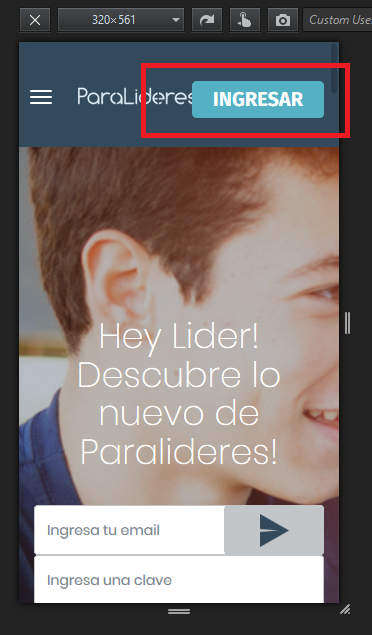 320×561
Custom Use
ParaLideres
INGRESAR
Hey Lider!
Descubre lo
nuevo de
Paralideres!
Ingresa tu email
Ingresa una clave